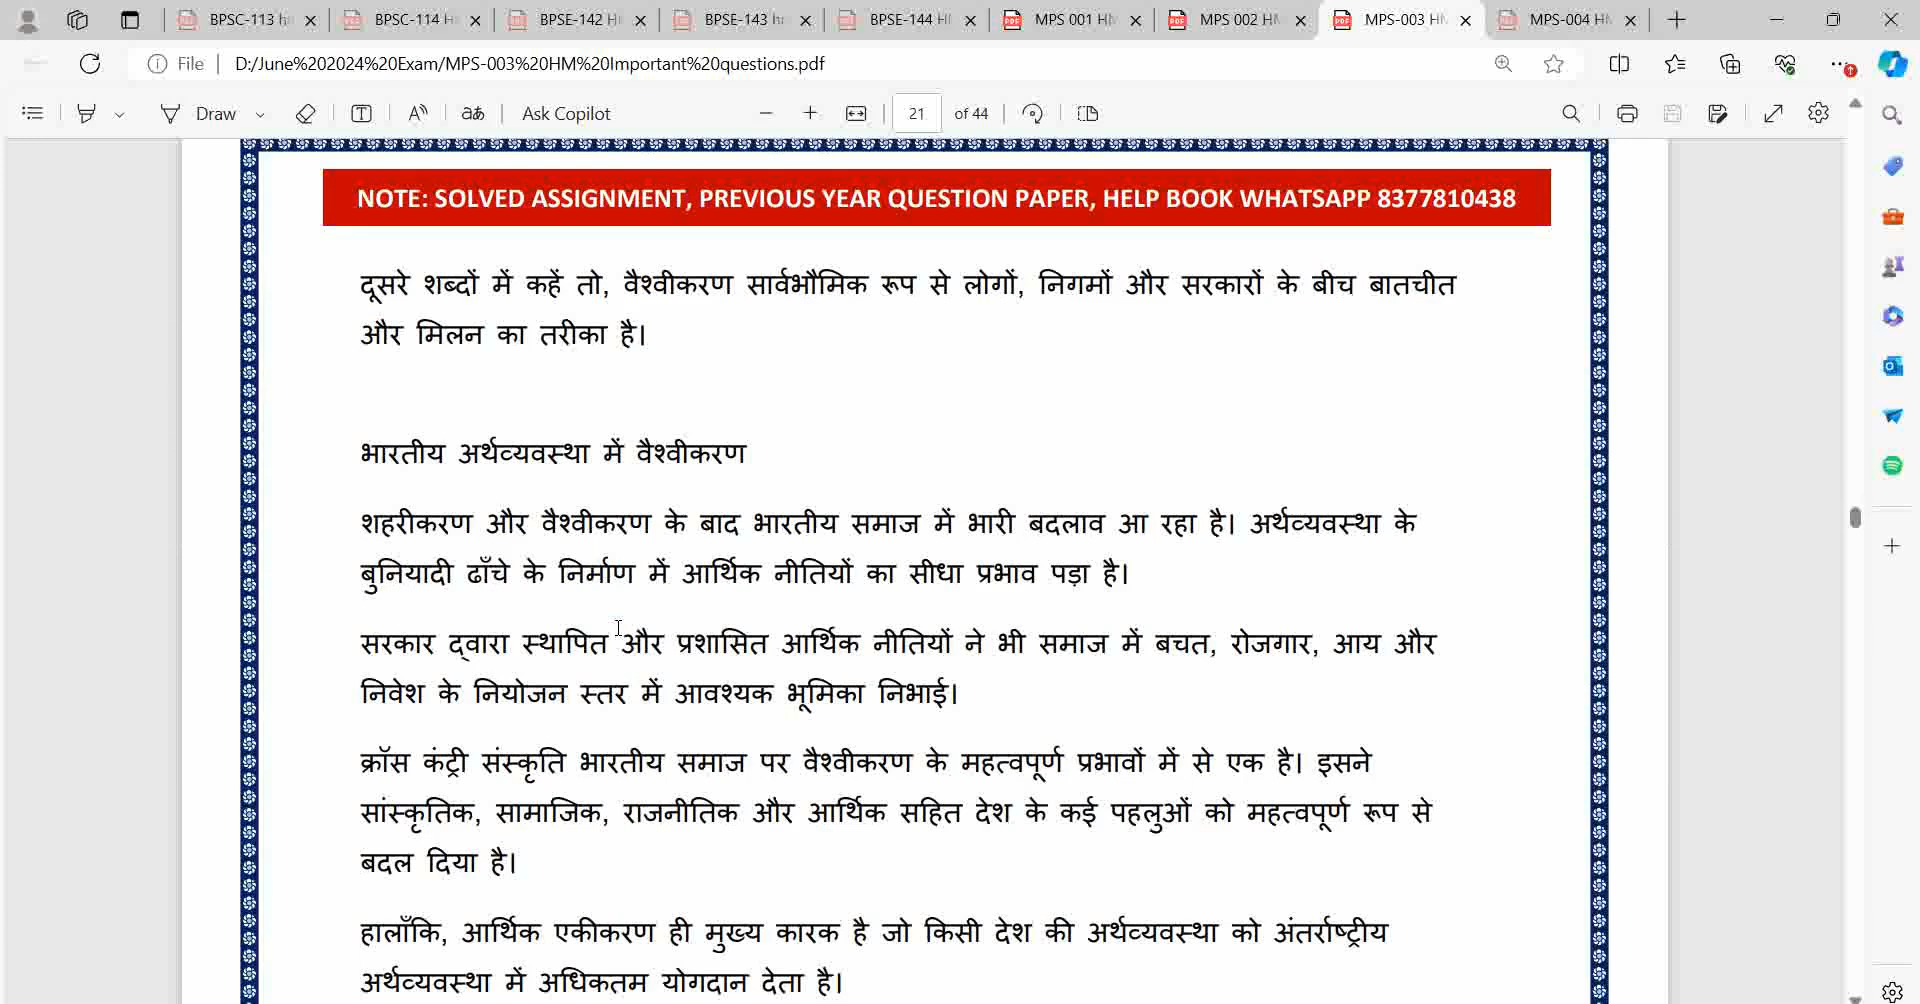 BPSC-113
BPSC-114
BPSE-142
BPSE-143
BPSE-144
MPS 001
MPS 002
MPS-003
MPS-004
File
D:/June%202024%20Exam/MPS-003%20HM%20Important%20questions.pdf
Draw
aあ
Ask Copilot
21 of 44
NOTE: SOLVED ASSIGNMENT, PREVIOUS YEAR QUESTION PAPER, HELP BOOK WHATSAPP 8377810438
दूसरे शब्दों में कहें तो, वैश्वीकरण सार्वभौमिक रूप से लोगों, निगमों और सरकारों के बीच बातचीत
और मिलन का तरीका है।
भारतीय अर्थव्यवस्था में वैश्वीकरण
शहरीकरण और वैश्वीकरण के बाद भारतीय समाज में भारी बदलाव आ रहा है। अर्थव्यवस्था के
बुनियादी ढाँचे के निर्माण में आर्थिक नीतियों का सीधा प्रभाव पड़ा है।
सरकार द्वारा स्थापित और प्रशासित आर्थिक नीतियों ने भी समाज में बचत, रोजगार, आय और
निवेश के नियोजन स्तर में आवश्यक भूमिका निभाई।
क्रॉस कंट्री संस्कृति भारतीय समाज पर वैश्वीकरण के महत्वपूर्ण प्रभावों में से एक है। इसने
सांस्कृतिक, सामाजिक, राजनीतिक और आर्थिक सहित देश के कई पहलुओं को महत्वपूर्ण रूप से
बदल दिया है।
हालाँकि, आर्थिक एकीकरण ही मुख्य कारक है जो किसी देश की अर्थव्यवस्था को अंतर्राष्ट्रीय
अर्थव्यवस्था में अधिकतम योगदान देता है।